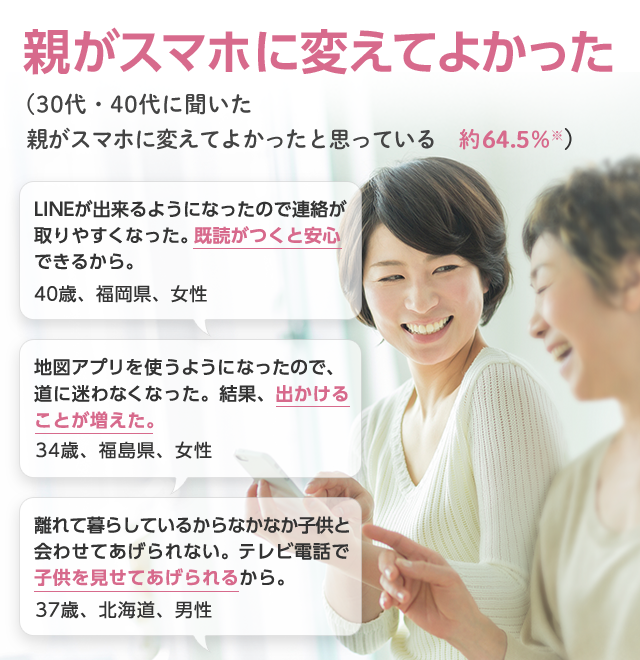 親がスマホに変えてよかった
（30代・40代に聞いた
親がスマホに変えてよかったと思っている　約64.5%※）
LINEが出来るようになったので連絡が
取りやすくなった。既読がつくと安心
できるから。
40歳、福岡県、女性
地図アプリを使うようになったので、
道に迷わなくなった。結果、出かける
ことが増えた。
34歳、福島県、女性
離れて暮らしているからなかなか子供と
会わせてあげられない。テレビ電話で
子供を見せてあげられるから。
37歳、北海道、男性